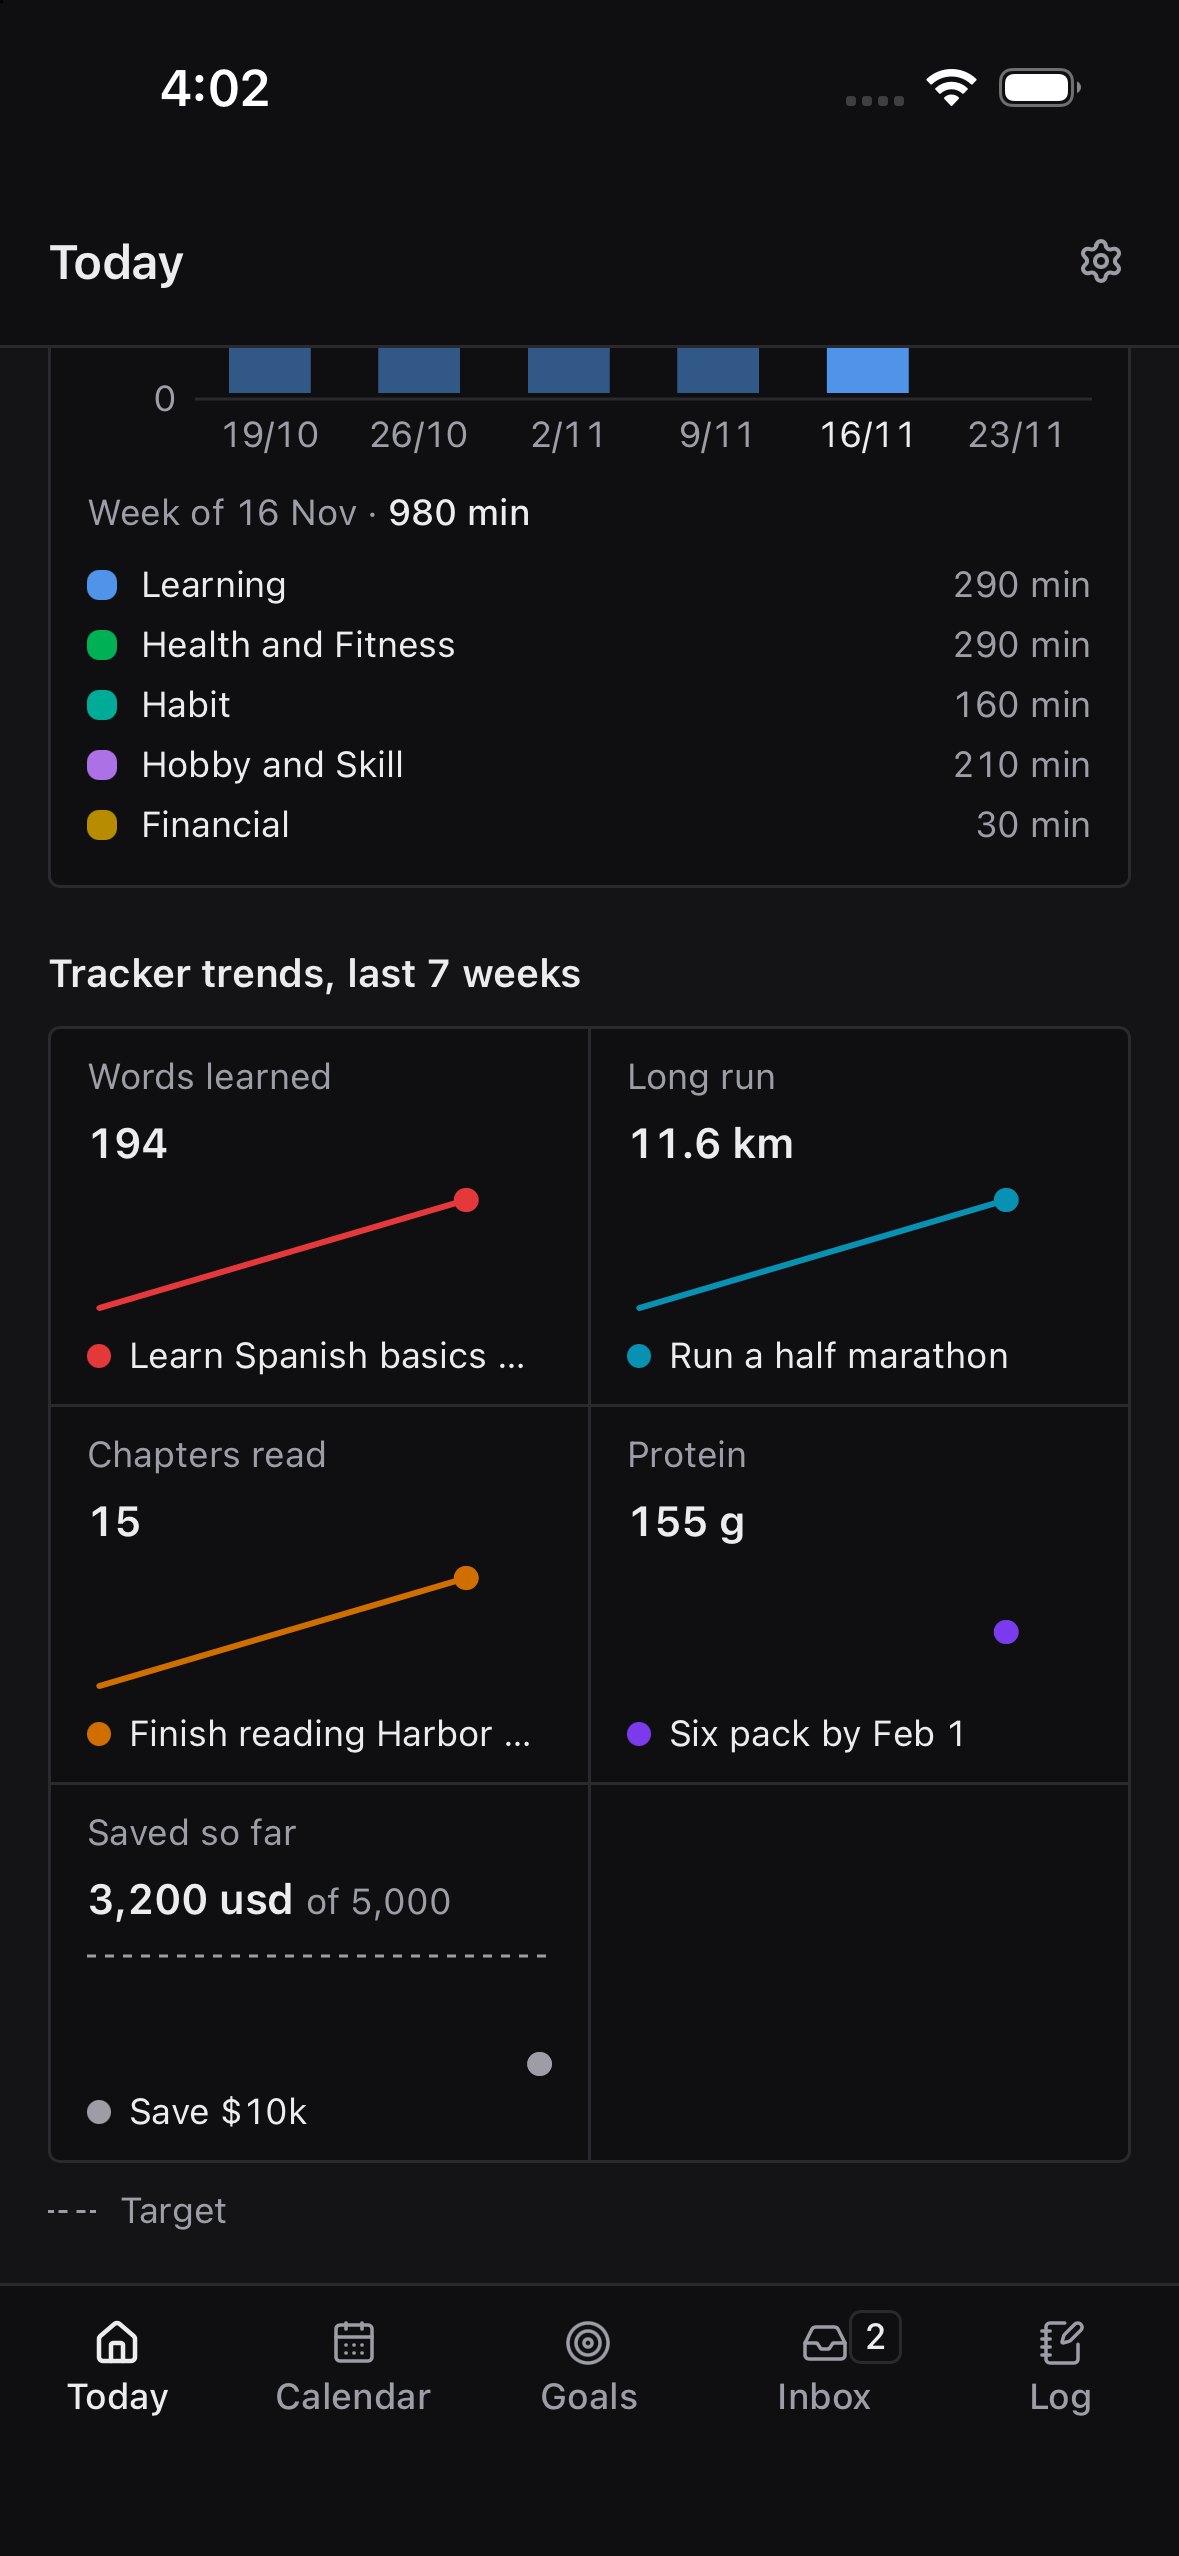 4:02
Today
0
19/10 26/10 2/11 9/11 16/11 23/11
Week of 16 Nov · 980 min
Learning 290 min
Health and Fitness 290 min
Habit 160 min
Hobby and Skill 210 min
Financial 30 min
Tracker trends, last 7 weeks
Words learned
194
Learn Spanish basics ...
Long run
11.6 km
Run a half marathon
Chapters read
15
Finish reading Harbor ...
Protein
155 g
Six pack by Feb 1
Saved so far
3,200 usd of 5,000
Save $10k
Target
2
Today Calendar Goals Inbox Log